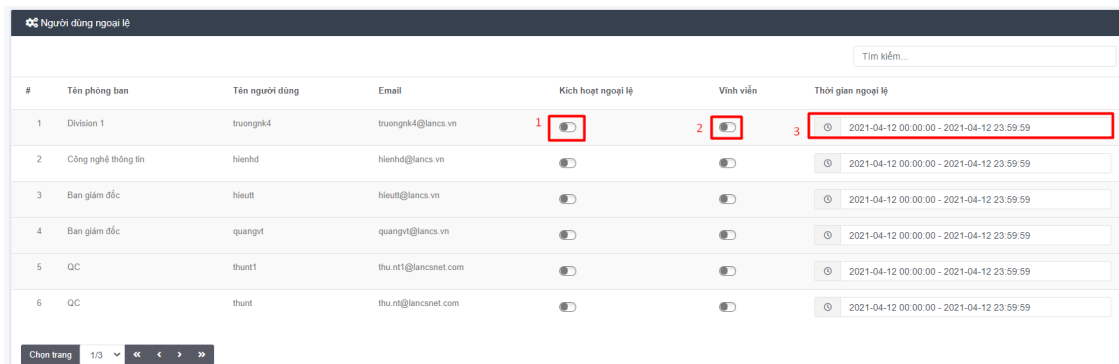 Người dùng ngoại lệ
Tìm kiếm...
# Tên phòng ban Tên người dùng Email Kích hoạt ngoại lệ Vĩnh viễn Thời gian ngoại lệ
1 Division 1 truongnk4 truongnk4@lancs.vn 1 2 3 2021-04-12 00:00:00 - 2021-04-12 23:59:59
2 Công nghệ thông tin hienhd hienhd@lancs.vn 2021-04-12 00:00:00 - 2021-04-12 23:59:59
3 Ban giám đốc hieutt hieutt@lancs.vn 2021-04-12 00:00:00 - 2021-04-12 23:59:59
4 Ban giám đốc quangvt quangvt@lancs.vn 2021-04-12 00:00:00 - 2021-04-12 23:59:59
5 QC thunt1 thu.nt1@lancsnet.com 2021-04-12 00:00:00 - 2021-04-12 23:59:59
6 QC thunt thu.nt@lancsnet.com 2021-04-12 00:00:00 - 2021-04-12 23:59:59
Chọn trang 1/3 « ‹ › »